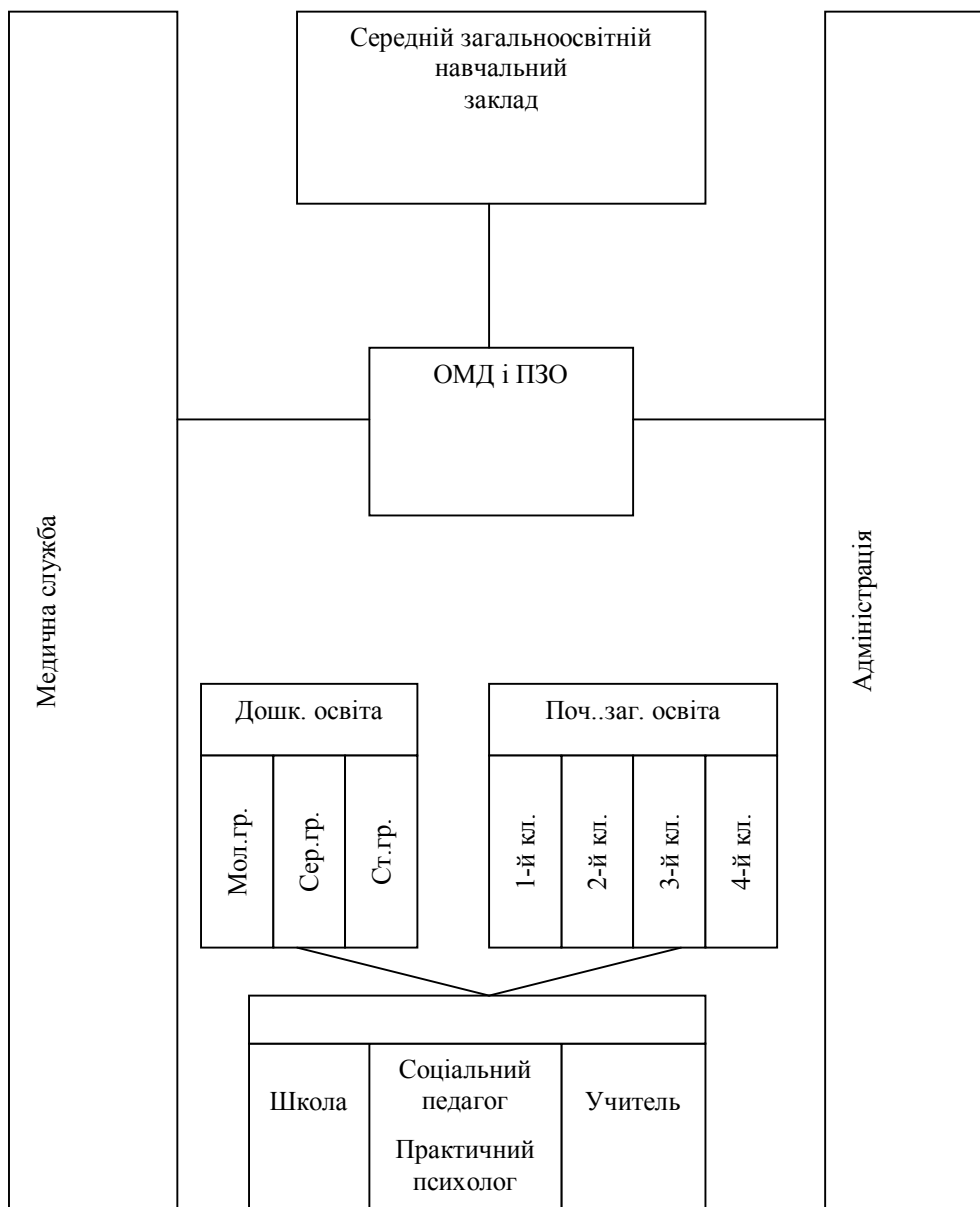 Середній загальноосвітній
навчальний
заклад
ОМД і ПЗО
Медична служба
Адміністрація
Дошк. освіта
Поч..заг. освіта
Мол.гр.
Сер.гр.
Ст.гр.
1-й кл.
2-й кл.
3-й кл.
4-й кл.
Школа
Соціальний
педагог
Практичний
психолог
Учитель